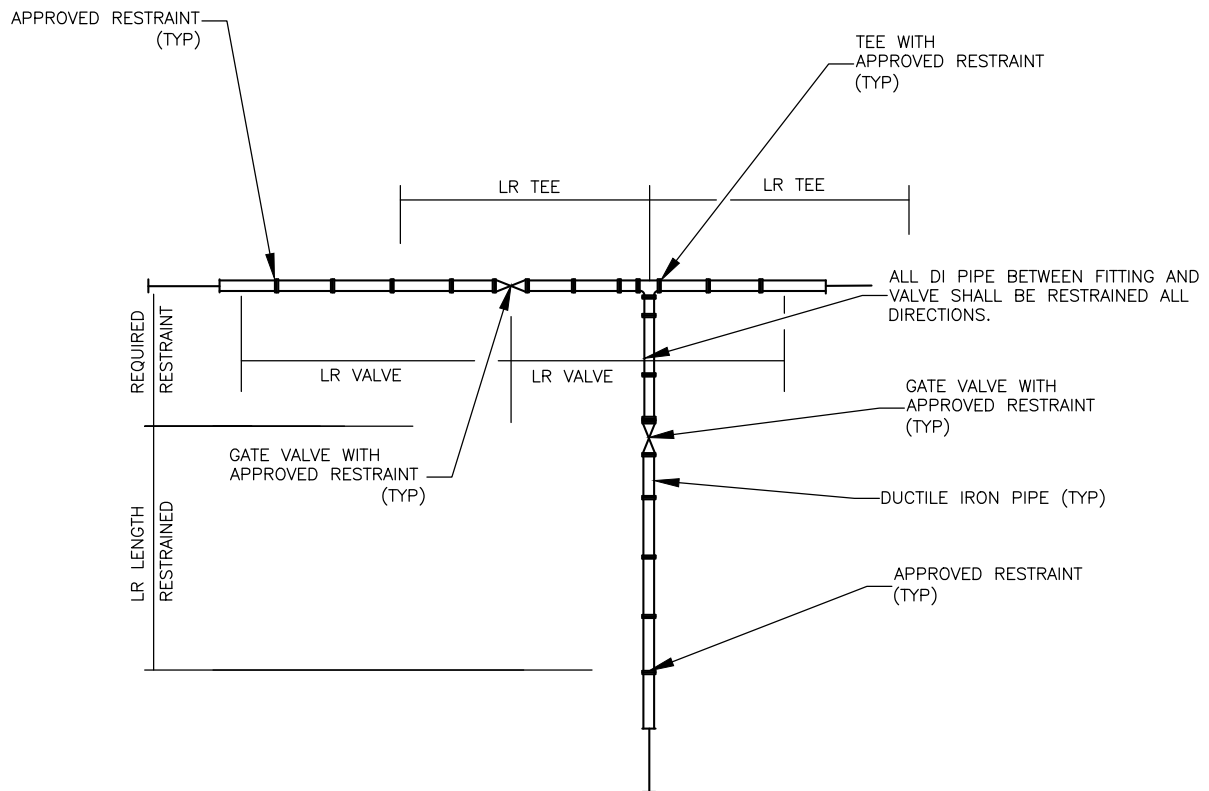 APPROVED RESTRAINT
(TYP)
TEE WITH
APPROVED RESTRAINT
(TYP)
LR TEE
LR TEE
ALL DI PIPE BETWEEN FITTING AND
VALVE SHALL BE RESTRAINED ALL
DIRECTIONS.
REQUIRED
RESTRAINT
LR VALVE
LR VALVE
GATE VALVE WITH
APPROVED RESTRAINT
(TYP)
GATE VALVE WITH
APPROVED RESTRAINT
(TYP)
DUCTILE IRON PIPE (TYP)
LR LENGTH
RESTRAINED
APPROVED RESTRAINT
(TYP)